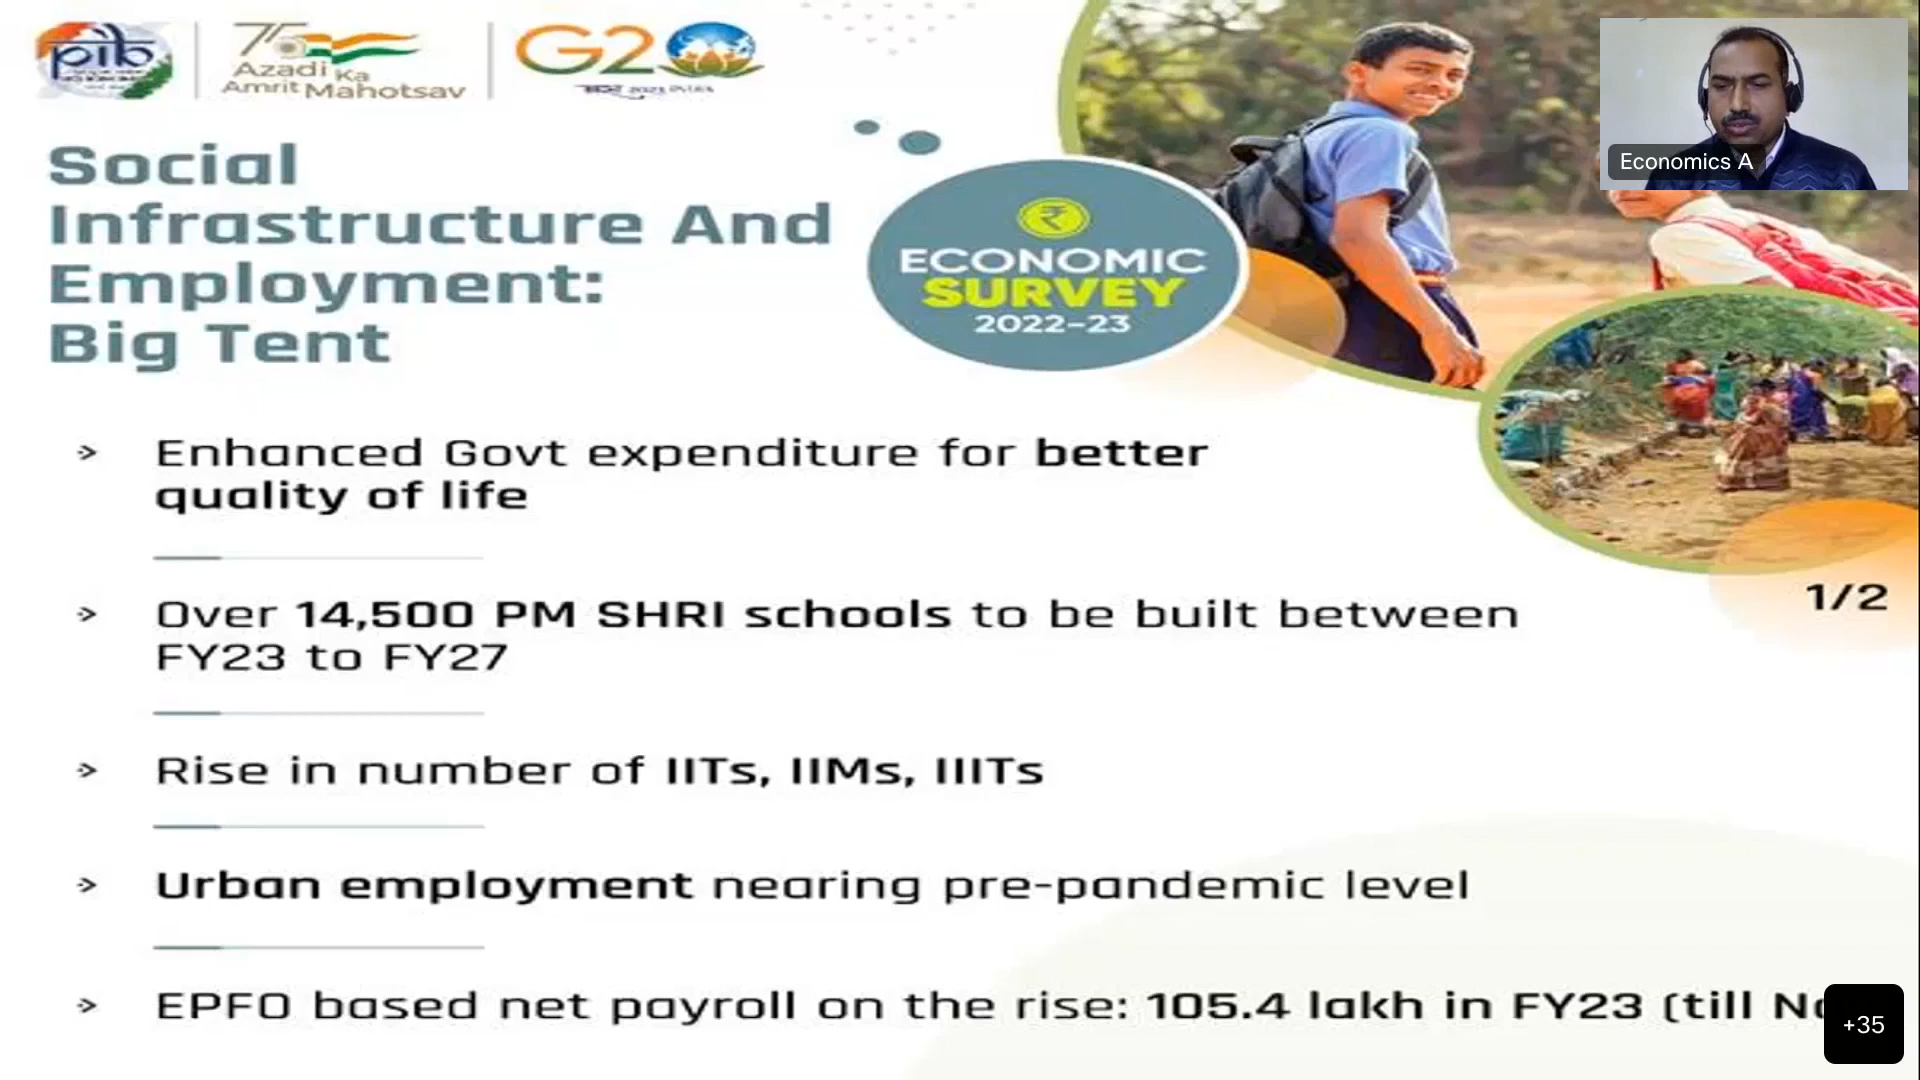 pib
75
Azadi Ka
Amrit Mahotsav
G20
Economics A
Social
Infrastructure And
Employment:
Big Tent
₹
ECONOMIC
SURVEY
2022–23
> Enhanced Govt expenditure for better
quality of life
1/2
> Over 14,500 PM SHRI schools to be built between
FY23 to FY27
> Rise in number of IITs, IIMs, IIITs
> Urban employment nearing pre-pandemic level
> EPFO based net payroll on the rise: 105.4 lakh in FY23 (till
+35